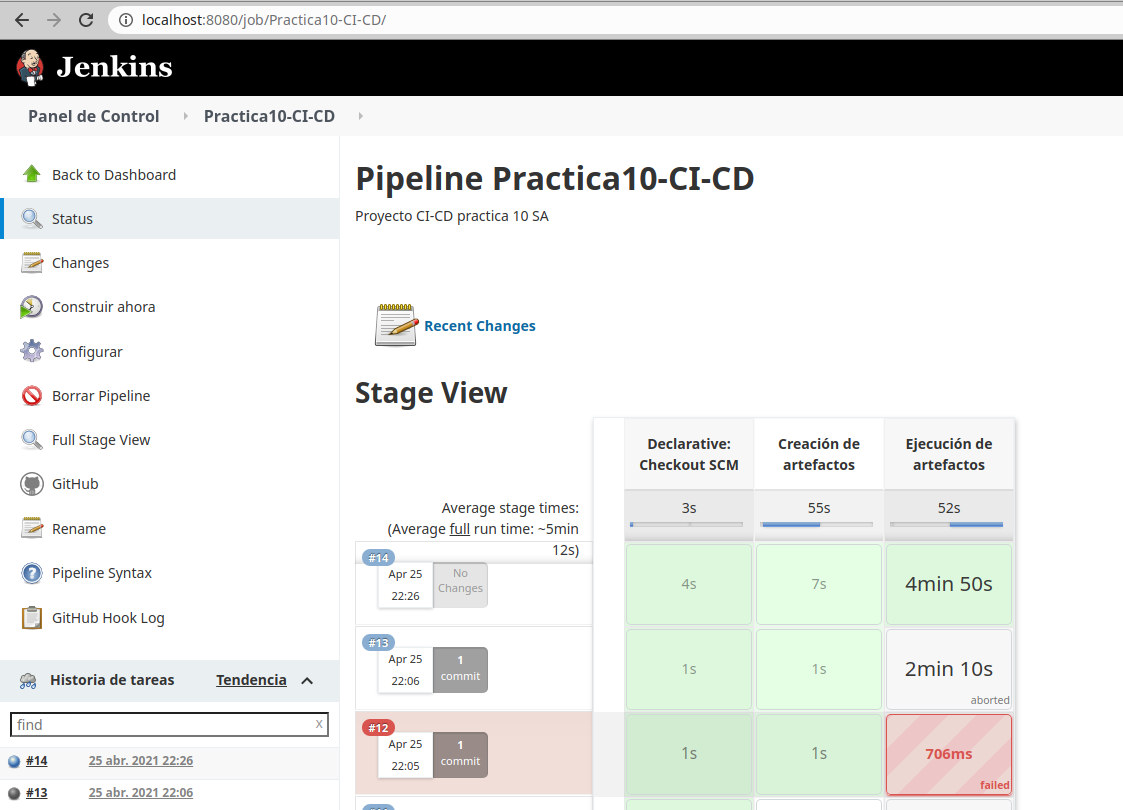 localhost:8080/job/Practica10-CI-CD/
Jenkins
Panel de Control
Practica10-CI-CD
Back to Dashboard
Status
Changes
Construir ahora
Configurar
Borrar Pipeline
Full Stage View
GitHub
Rename
Pipeline Syntax
GitHub Hook Log
Historia de tareas
Tendencia
find
x
#14
25 abr. 2021 22:26
#13
25 abr. 2021 22:06
Pipeline Practica10-CI-CD
Proyecto CI-CD practica 10 SA
Recent Changes
Stage View
Declarative:
Checkout SCM
Creación de
artefactos
Ejecución de
artefactos
Average stage times:
(Average full run time: ~5min
12s)
3s
55s
52s
#14
Apr 25
22:26
No
Changes
4s
7s
4min 50s
#13
Apr 25
22:06
1
commit
1s
1s
2min 10s
aborted
#12
Apr 25
22:05
1
commit
1s
1s
706ms
failed